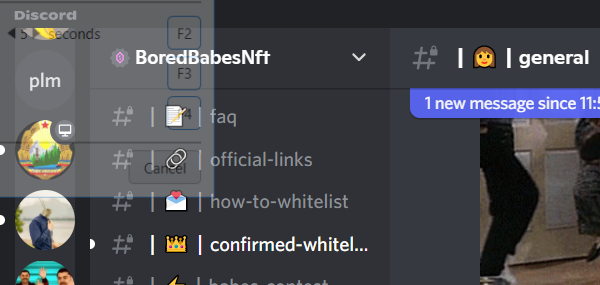 Discord
5 seconds
F2
plm
F3
BoredBabesNft
| general
1 new message since 11:5
4
| faq
Cancel
| official-links
| how-to-whitelist
| confirmed-whitel...
| babes-contest